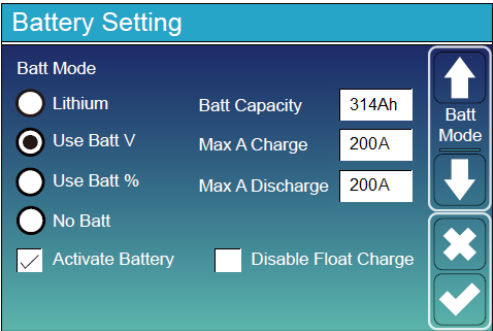 Battery Setting
Batt Mode
Lithium
Batt Capacity 314Ah
Use Batt V
Max A Charge 200A
Use Batt %
Max A Discharge 200A
No Batt
Activate Battery
Disable Float Charge
Batt
Mode